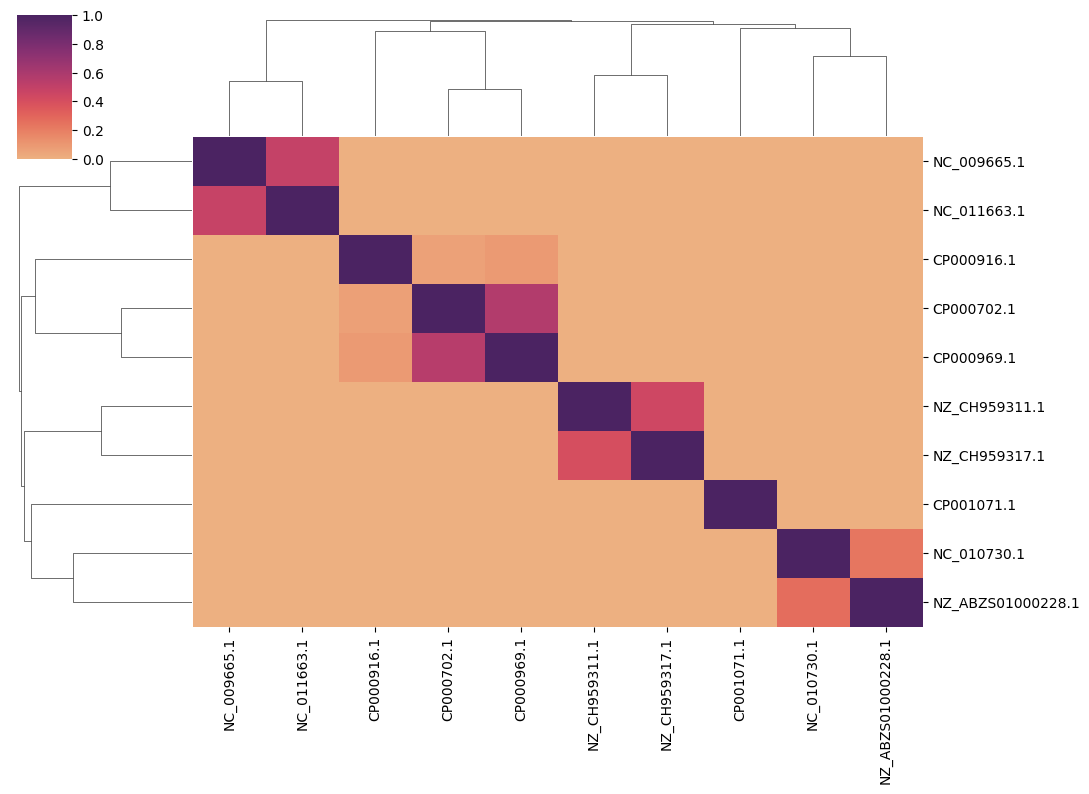 1.0
0.8
0.6
0.4
0.2
0.0
NC_009665.1
NC_011663.1
CP000916.1
CP000702.1
CP000969.1
NZ_CH959311.1
NZ_CH959317.1
CP001071.1
NC_010730.1
NZ_ABZS01000228.1
NC_009665.1
NC_011663.1
CP000916.1
CP000702.1
CP000969.1
NZ_CH959311.1
NZ_CH959317.1
CP001071.1
NC_010730.1
NZ_ABZS01000228.1